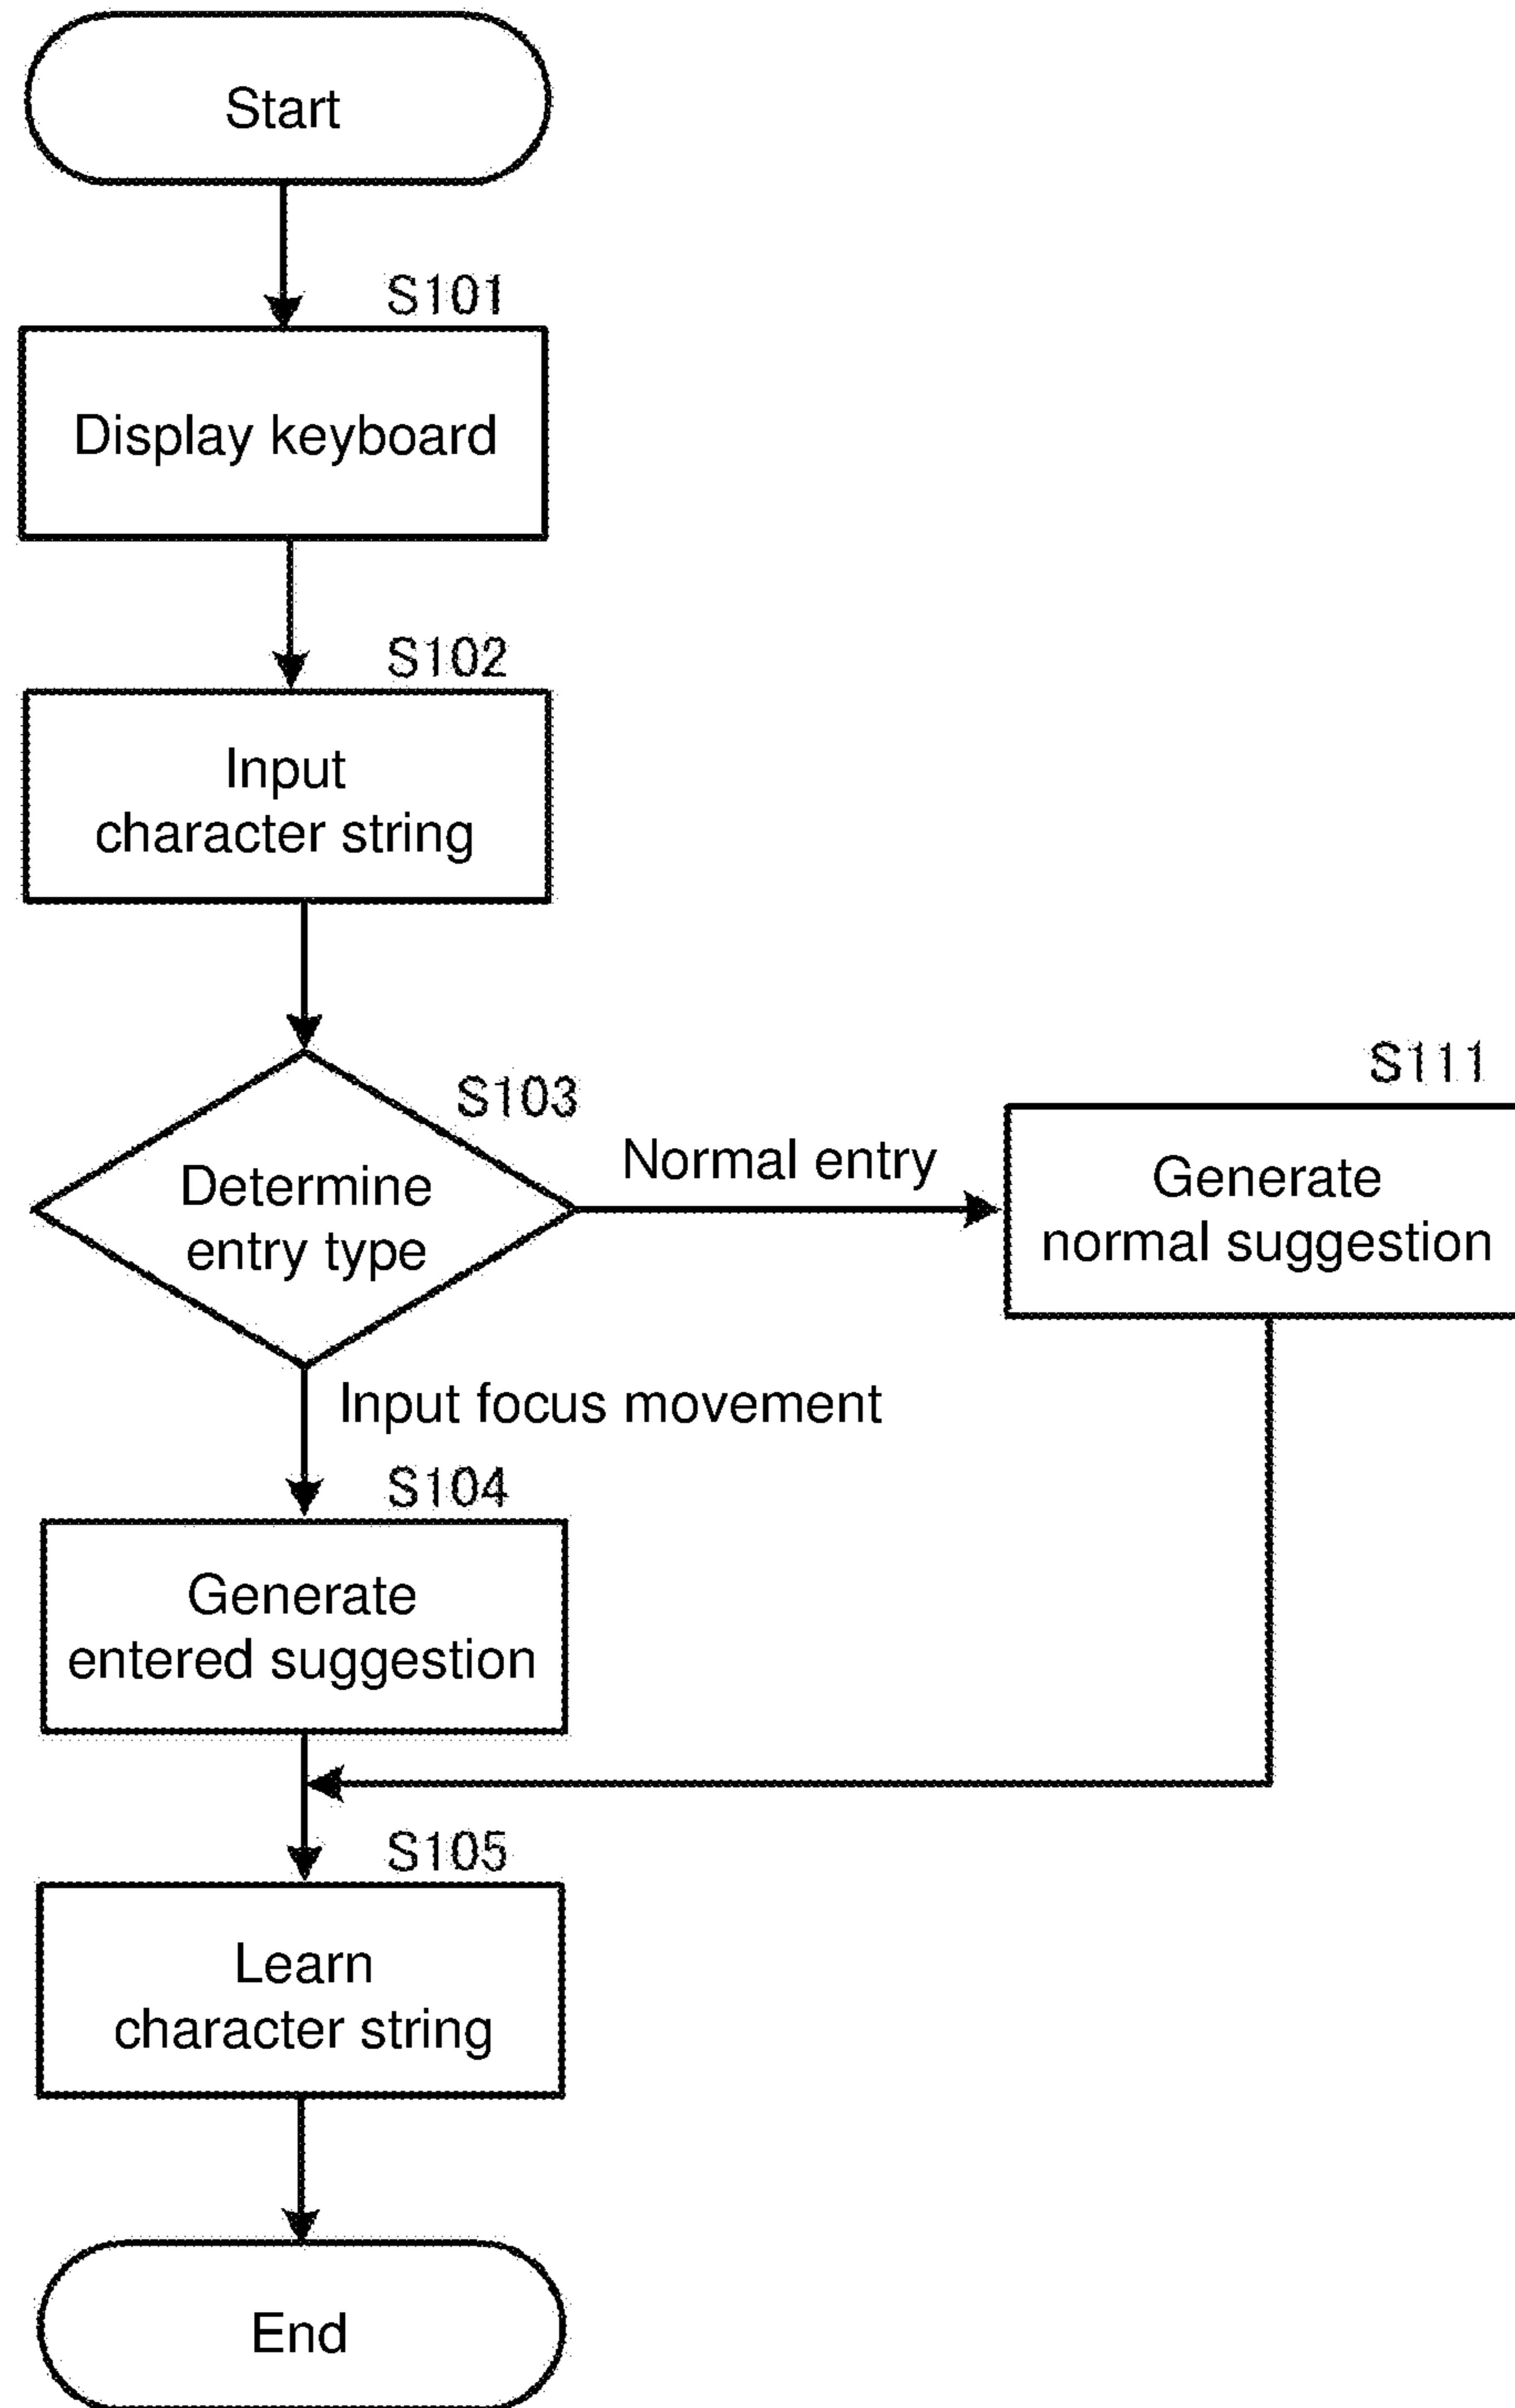 Start
S101
Display keyboard
S102
Input
character string
S103
Determine
entry type
Normal entry
S111
Generate
normal suggestion
Input focus movement
S104
Generate
entered suggestion
S105
Learn
character string
End